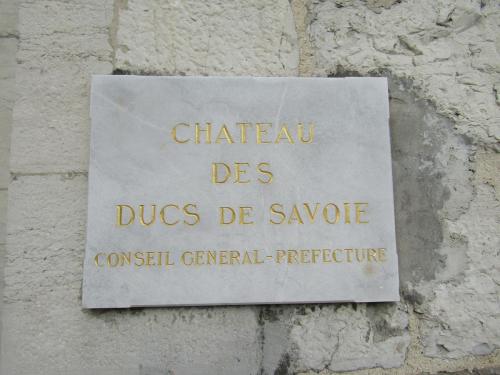 CHATEAU
DES
DUCS DE SAVOIE
CONSEIL GENERAL-PREFECTURE